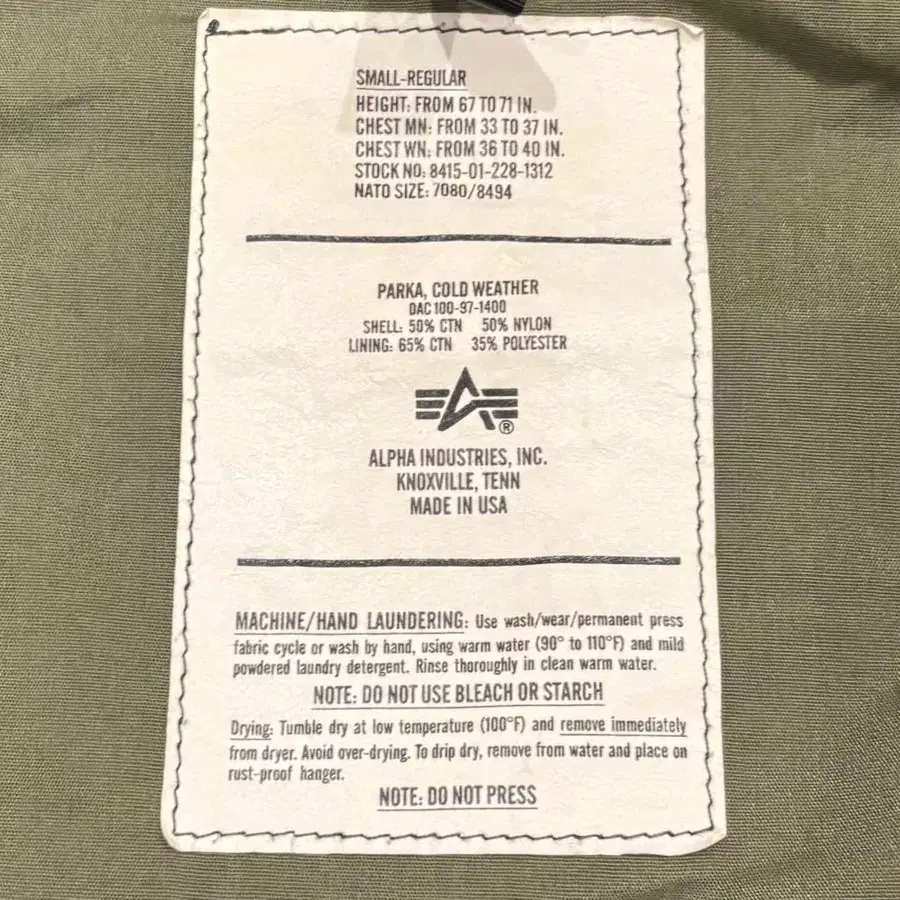 SMALL-REGULAR
HEIGHT: FROM 67 TO 71 IN.
CHEST MN: FROM 33 TO 37 IN.
CHEST WN: FROM 36 TO 40 IN.
STOCK NO: 8415-01-228-1312
NATO SIZE: 7080/8494
PARKA, COLD WEATHER
DAC 100-97-1400
SHELL: 50% CTN 50% NYLON
LINING: 65% CTN 35% POLYESTER
®
ALPHA INDUSTRIES, INC.
KNOXVILLE, TENN
MADE IN USA
MACHINE/HAND LAUNDERING: Use wash/wear/permanent press
fabric cycle or wash by hand, using warm water (90° to 110°F) and mild
powdered laundry detergent. Rinse thoroughly in clean warm water.
NOTE: DO NOT USE BLEACH OR STARCH
Drying: Tumble dry at low temperature (100°F) and remove immediately
from dryer. Avoid over-drying. To drip dry, remove from water and place on
rust-proof hanger.
NOTE: DO NOT PRESS